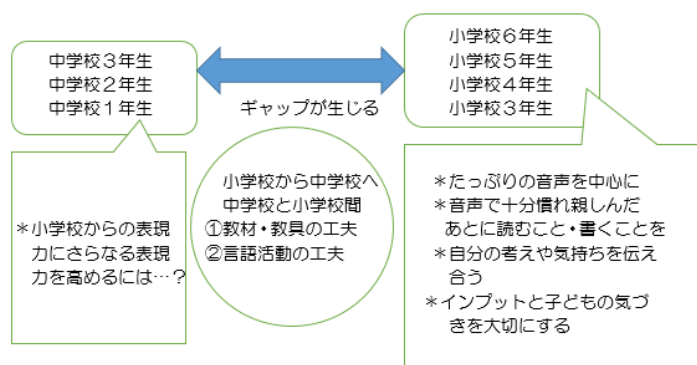 中学校3年生
中学校2年生
中学校1年生
ギャップが生じる
小学校6年生
小学校5年生
小学校4年生
小学校3年生
＊小学校からの表現
力にさらなる表現
力を高めるには…？
小学校から中学校へ
中学校と小学校間
①教材・教具の工夫
②言語活動の工夫
＊たっぷりの音声を中心に
＊音声で十分慣れ親しんだ
あとに読むこと・書くことを
＊自分の考えや気持ちを伝え
合う
＊インプットと子どもの気づ
きを大切にする